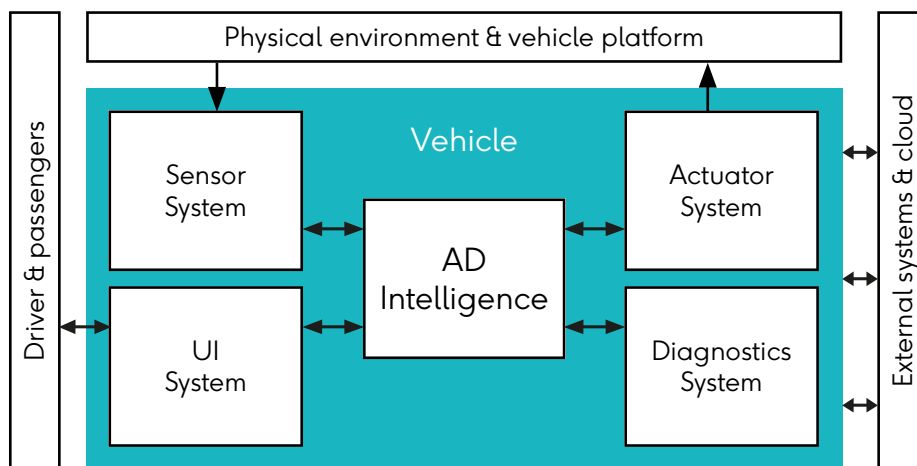 Physical environment & vehicle platform
Driver & passengers
Vehicle
Sensor
System
Actuator
System
AD
Intelligence
UI
System
Diagnostics
System
External systems & cloud